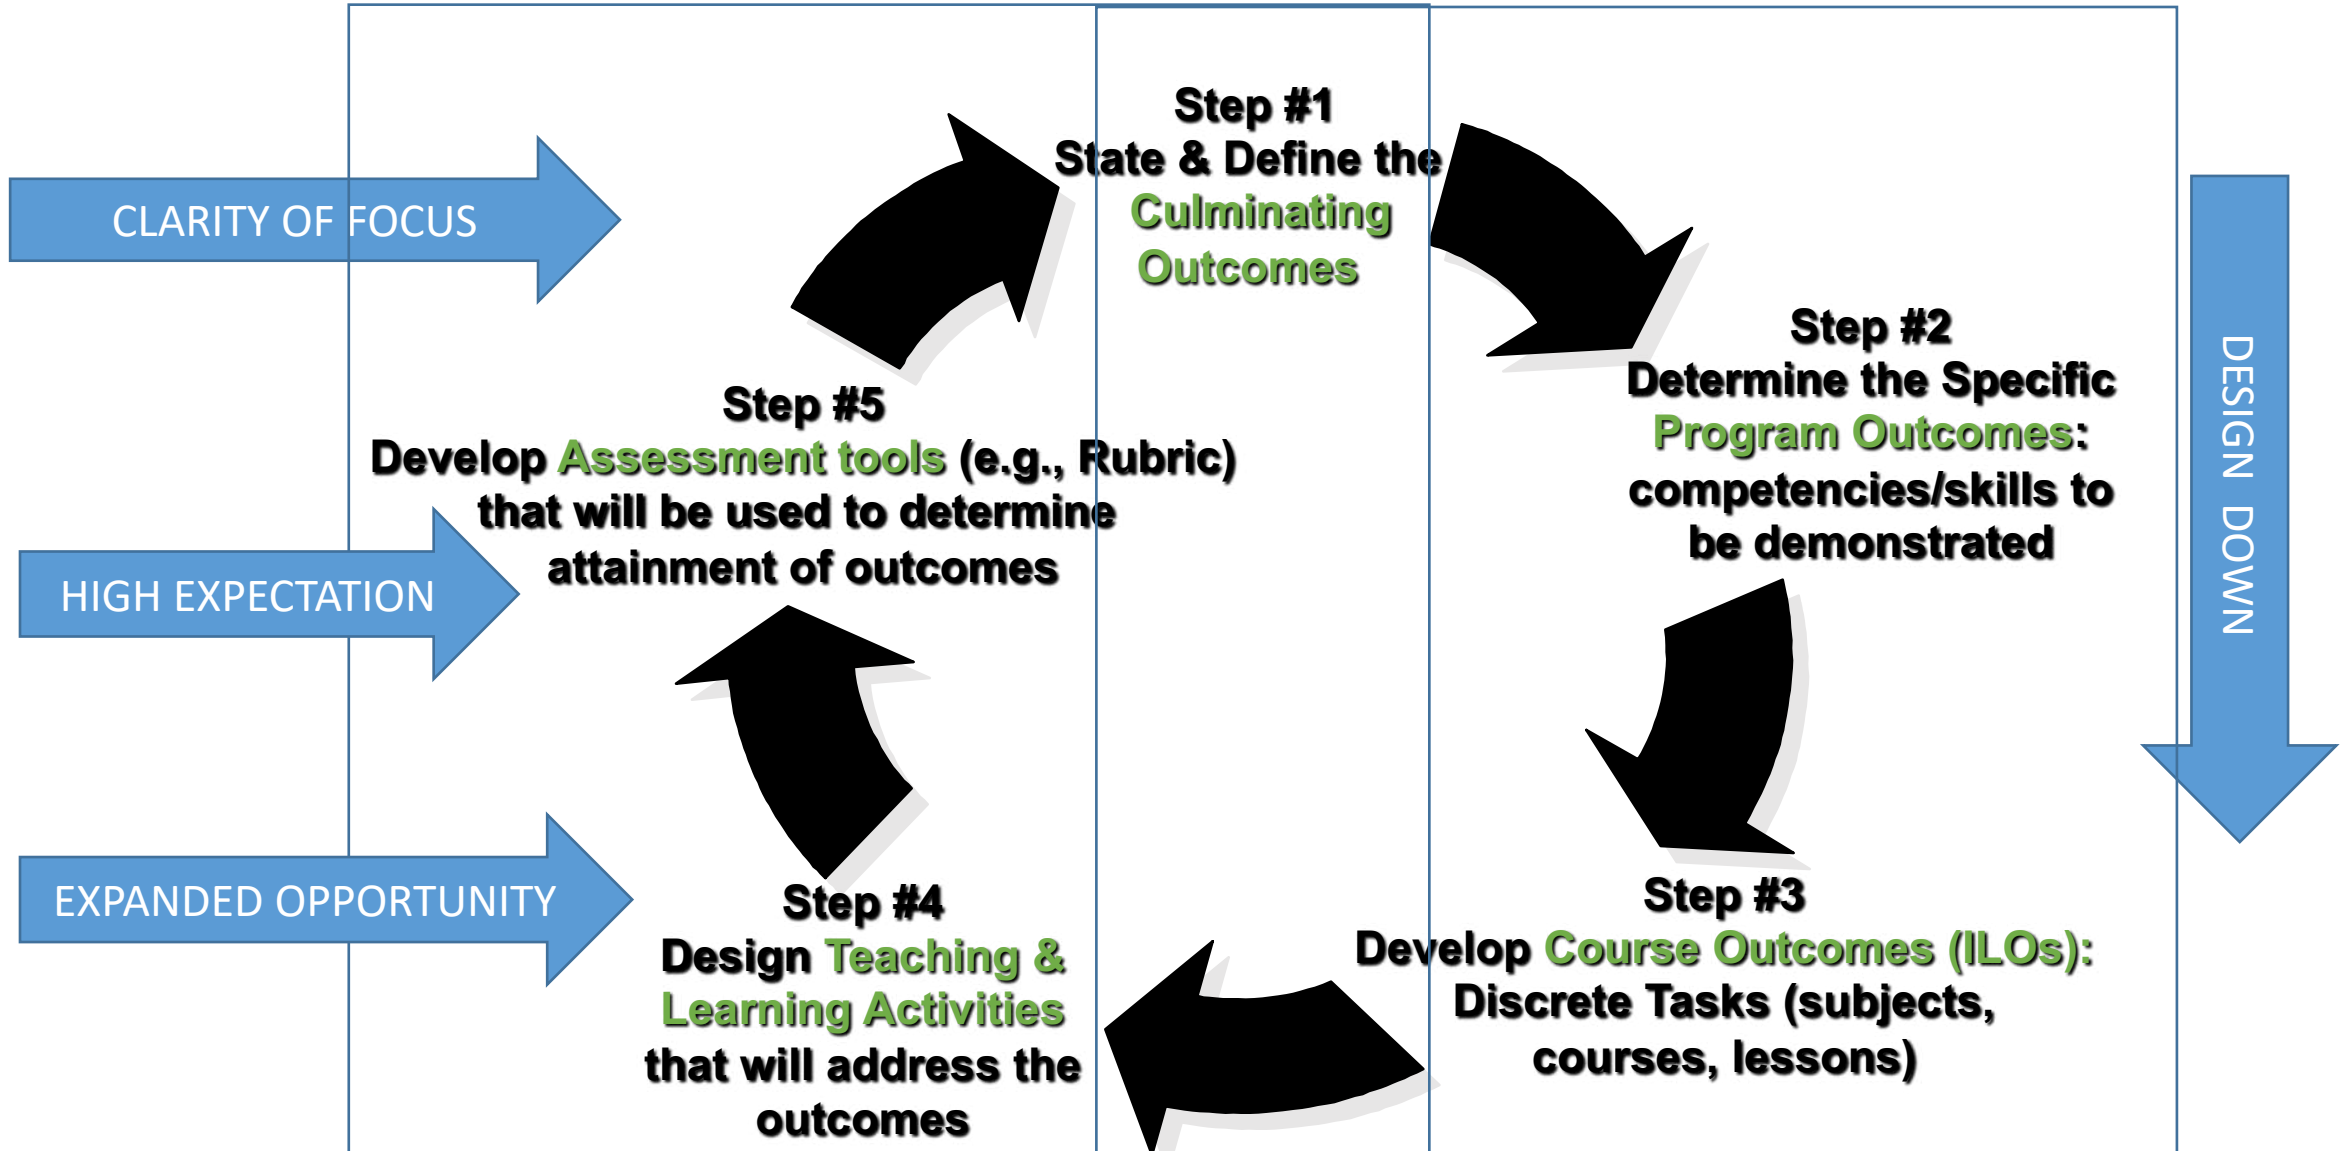 Step #1
State & Define the
Culminating
Outcomes
CLARITY OF FOCUS
Step #2
Determine the Specific
Program Outcomes:
competencies/skills to
be demonstrated
DESIGN DOWN
Step #5
Develop Assessment tools (e.g., Rubric)
that will be used to determine
attainment of outcomes
HIGH EXPECTATION
EXPANDED OPPORTUNITY
Step #4
Design Teaching &
Learning Activities
that will address the
outcomes
Step #3
Develop Course Outcomes (ILOs):
Discrete Tasks (subjects,
courses, lessons)